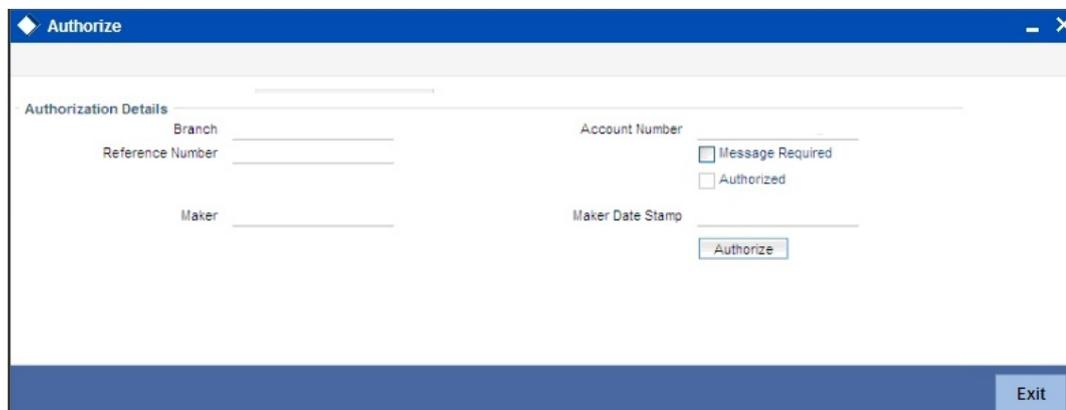 Authorize
Authorization Details
Branch
Account Number
Reference Number
Message Required
Authorized
Maker
Maker Date Stamp
Authorize
Exit